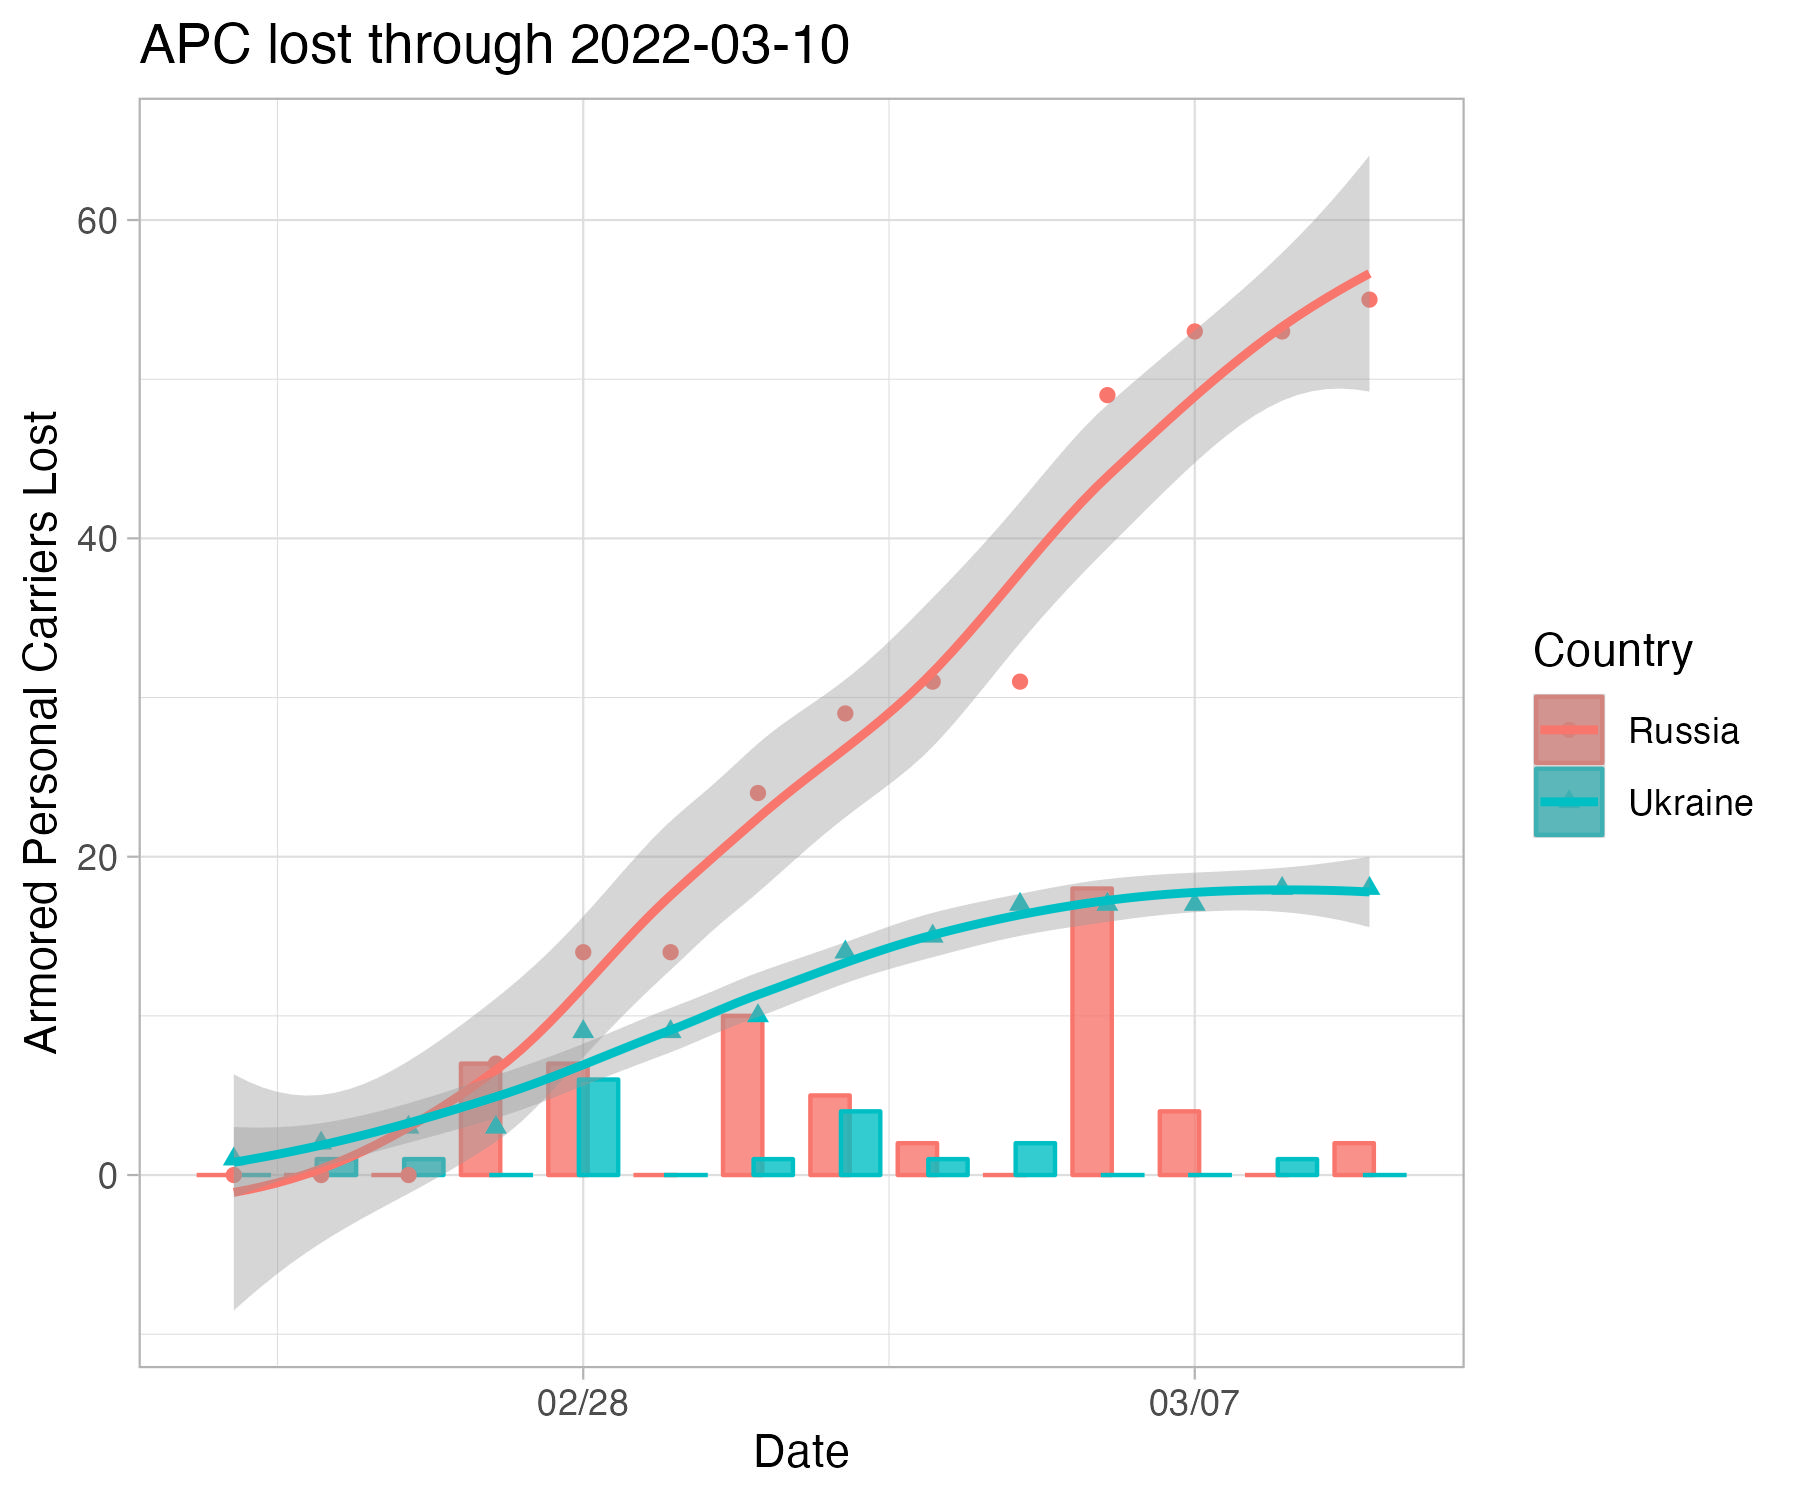 APC lost through 2022-03-10
Armored Personal Carriers Lost
60
40
20
0
02/28
03/07
Date
Country
Russia
Ukraine